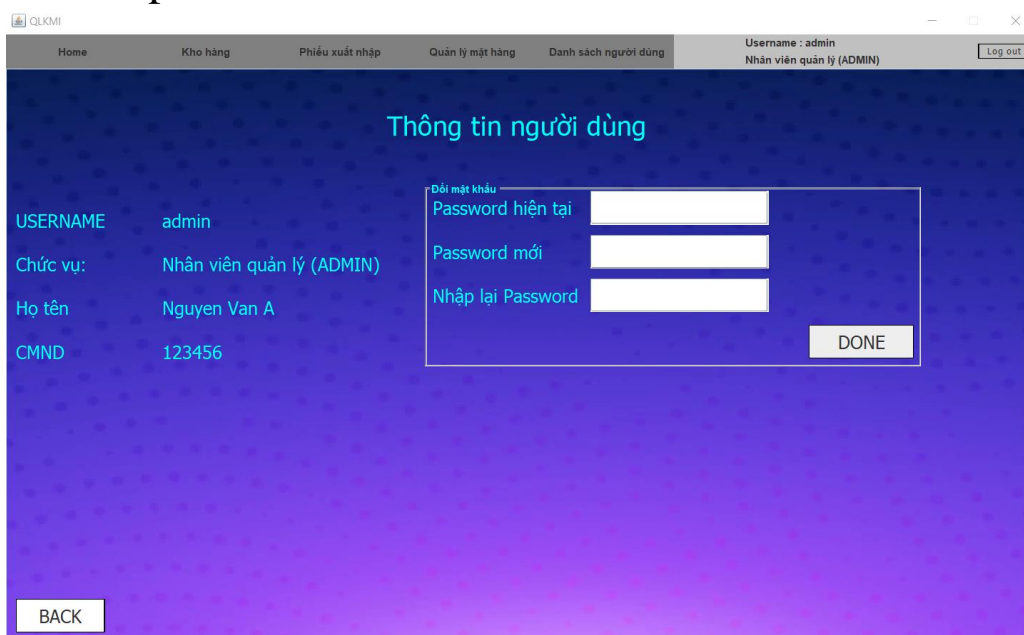 QLKMI
Home Kho hàng Phiếu xuất nhập Quản lý mặt hàng Danh sách người dùng Username : admin Log out
Nhân viên quản lý (ADMIN)
Thông tin người dùng
USERNAME admin
Chức vụ: Nhân viên quản lý (ADMIN)
Họ tên Nguyen Van A
CMND 123456
Đổi mật khẩu
Password hiện tại
Password mới
Nhập lại Password
DONE
BACK